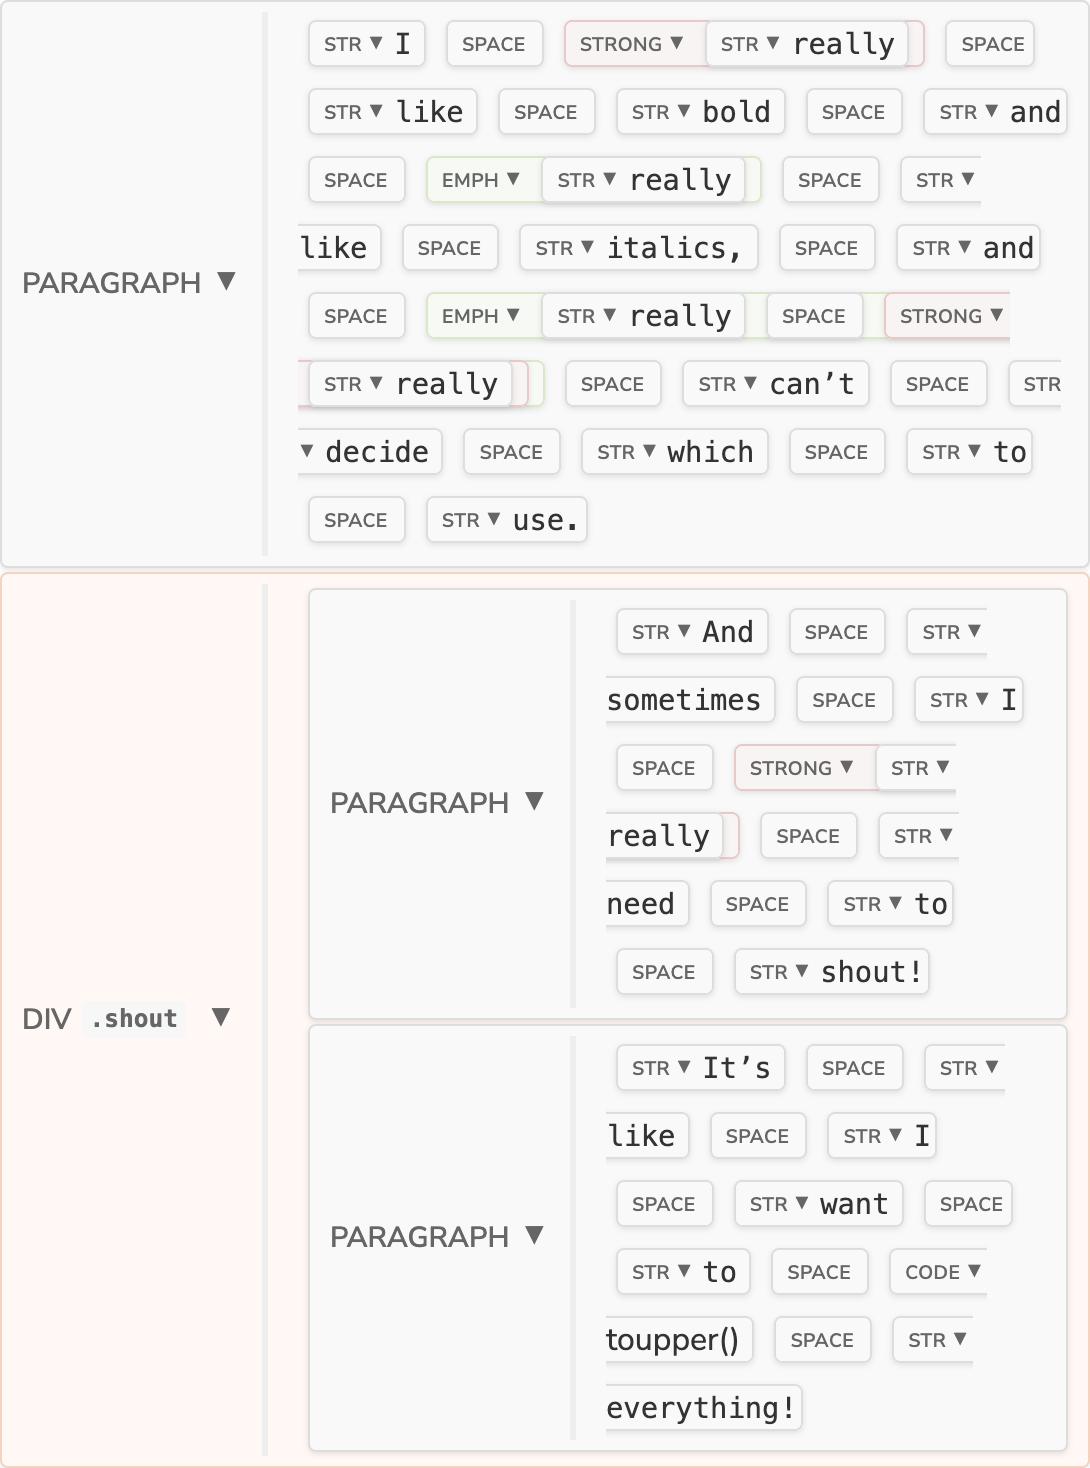 STR ▼ I SPACE STRONG ▼ STR ▼ really SPACE
STR ▼ like SPACE STR ▼ bold SPACE STR ▼ and
SPACE EMPH ▼ STR ▼ really SPACE STR ▼
like SPACE STR ▼ italics, SPACE STR ▼ and
PARAGRAPH ▼
SPACE EMPH ▼ STR ▼ really SPACE STRONG ▼
STR ▼ really SPACE STR ▼ can’t SPACE STR
▼ decide SPACE STR ▼ which SPACE STR ▼ to
SPACE STR ▼ use.
DIV .shout ▼
PARAGRAPH ▼
STR ▼ And SPACE STR ▼
sometimes SPACE STR ▼ I
SPACE STRONG ▼ STR ▼
really SPACE STR ▼
need SPACE STR ▼ to
SPACE STR ▼ shout!
PARAGRAPH ▼
STR ▼ It’s SPACE STR ▼
like SPACE STR ▼ I
SPACE STR ▼ want SPACE
STR ▼ to SPACE CODE ▼
toupper() SPACE STR ▼
everything!